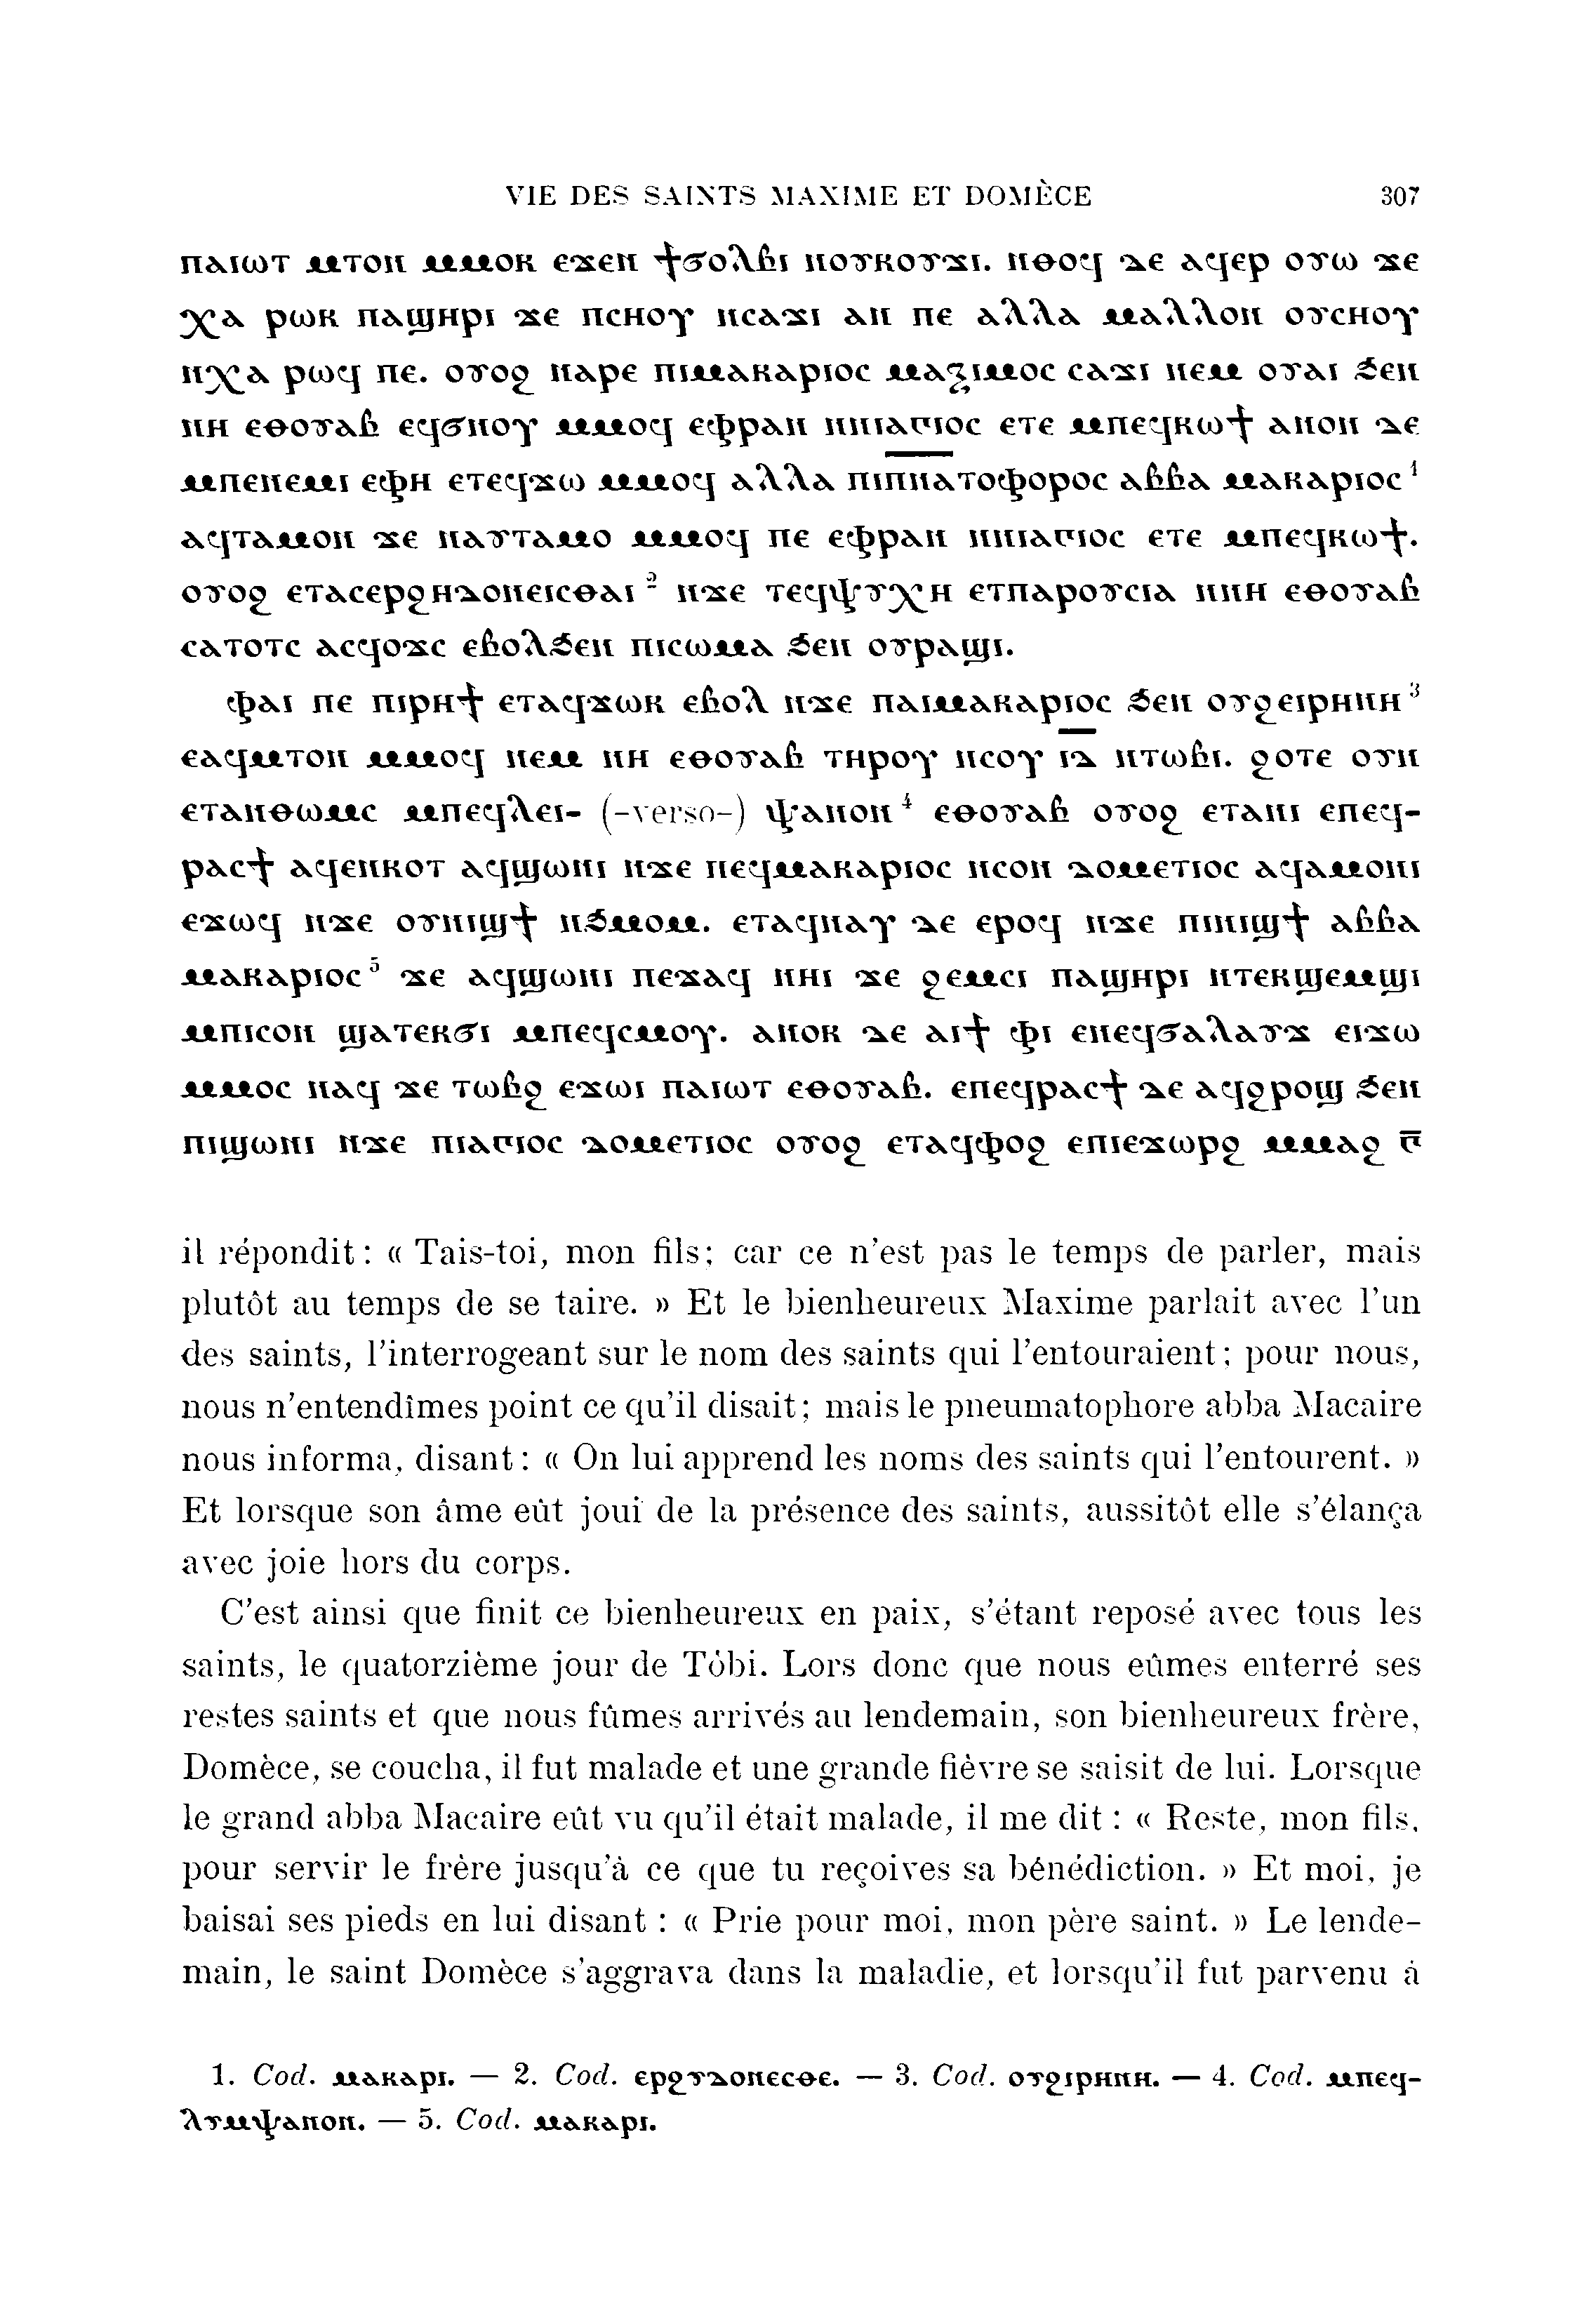 VIE DES SAINTS MAXIME ET DOMÈCE 307
ⲡⲁⲓⲱⲧ ⲙⲧⲟⲛ ⲙⲙⲟⲕ ⲉϫⲉⲛ ϯϭⲟⲗⲃⲓ ⲛⲟⲩⲕⲟⲩϫⲓ. ⲛⲑⲟϥ ⲇⲉ ⲁϥⲉⲣ ⲟⲩⲱ ϫⲉ
ⲭⲁ ⲣⲱⲕ ⲡⲁϣⲏⲣⲓ ϫⲉ ⲡⲥⲏⲟⲩ ⲛⲥⲁϫⲓ ⲁⲛ ⲡⲉ ⲁⲗⲗⲁ ⲙⲁⲗⲗⲟⲛ ⲟⲩⲥⲏⲟⲩ
ⲛⲭⲁ ⲣⲱϥ ⲡⲉ. ⲟⲩⲟϩ ⲛⲁⲣⲉ ⲡⲓⲙⲁⲕⲁⲣⲓⲟⲥ ⲙⲁⲝⲓⲙⲟⲥ ⲥⲁϫⲓ ⲛⲉⲙ ⲟⲩⲁⲓ ϧⲉⲛ
ⲛⲏ ⲉⲑⲟⲩⲁⲃ ⲉϥϭⲛⲟⲩ ⲙⲙⲟϥ ⲉⲫⲣⲁⲛ ⲛⲛⲓⲁⲅⲓⲟⲥ ⲉⲧⲉ ⲙⲡⲉϥⲕⲱϯ ⲁⲛⲟⲛ ⲇⲉ
ⲙⲡⲉⲛⲉⲙⲓ ⲉⲫⲏ ⲉⲧⲉϥϫⲱ ⲙⲙⲟϥ ⲁⲗⲗⲁ ⲡⲓⲡ̅ⲛ̅ⲁ̅ⲧⲟⲫⲟⲣⲟⲥ ⲁⲃⲃⲁ ⲙⲁⲕⲁⲣⲓⲟⲥ¹
ⲁϥⲧⲁⲙⲟⲛ ϫⲉ ⲛⲁⲩⲧⲁⲙⲟ ⲙⲙⲟϥ ⲡⲉ ⲉⲫⲣⲁⲛ ⲛⲛⲓⲁⲅⲓⲟⲥ ⲉⲧⲉ ⲙⲡⲉϥⲕⲱϯ.
ⲟⲩⲟϩ ⲉⲧⲁⲥⲉⲣϩⲏⲇⲟⲛⲉⲓⲥⲑⲁⲓ² ⲛϫⲉ ⲧⲉϥⲯⲩⲭⲏ ⲉⲧⲡⲁⲣⲟⲩⲥⲓⲁ ⲛⲛⲏ ⲉⲑⲟⲩⲁⲃ
ⲥⲁⲧⲟⲧⲥ ⲁⲥϥⲟϫⲥ ⲉⲃⲟⲗϧⲉⲛ ⲡⲓⲥⲱⲙⲁ ϧⲉⲛ ⲟⲩⲣⲁϣⲓ.
ⲫⲁⲓ ⲡⲉ ⲡⲓⲣⲏϯ ⲉⲧⲁϥϫⲱⲕ ⲉⲃⲟⲗ ⲛϫⲉ ⲡⲁⲓⲙⲁⲕⲁⲣⲓⲟⲥ ϧⲉⲛ ⲟⲩϩⲉⲓⲣⲏⲛⲏ³
ⲉⲁϥⲙⲧⲟⲛ ⲙⲙⲟϥ ⲛⲉⲙ ⲛⲏ ⲉⲑⲟⲩⲁⲃ ⲧⲏⲣⲟⲩ ⲛⲥⲟⲩ ⲓ̅ⲇ̅ ⲛⲧⲱⲃⲓ. ϩⲟⲧⲉ ⲟⲩⲛ
ⲉⲧⲁⲛⲑⲱⲙⲥ ⲙⲡⲉϥⲗⲉⲓ- (-verso-) ⲯⲁⲛⲟⲛ⁴ ⲉⲑⲟⲩⲁⲃ ⲟⲩⲟϩ ⲉⲧⲁⲛⲓ ⲉⲡⲉϥ-
ⲣⲁⲥϯ ⲁϥⲉⲛⲕⲟⲧ ⲁϥϣⲱⲛⲓ ⲛϫⲉ ⲡⲉϥⲙⲁⲕⲁⲣⲓⲟⲥ ⲛⲥⲟⲛ ⲇⲟⲙⲉⲧⲓⲟⲥ ⲁϥⲁⲙⲟⲛⲓ
ⲉϫⲱϥ ⲛϫⲉ ⲟⲩⲛⲓϣϯ ⲛϧⲙⲟⲙ. ⲉⲧⲁϥⲛⲁⲩ ⲇⲉ ⲉⲣⲟϥ ⲛϫⲉ ⲡⲓⲛⲓϣϯ ⲁⲃⲃⲁ
ⲙⲁⲕⲁⲣⲓⲟⲥ⁵ ϫⲉ ⲁϥϣⲱⲛⲓ ⲡⲉϫⲁϥ ⲛⲏⲓ ϫⲉ ϩⲉⲙⲥⲓ ⲡⲁϣⲏⲣⲓ ⲛⲧⲉⲕϣⲉⲙϣⲓ
ⲙⲡⲓⲥⲟⲛ ϣⲁⲧⲉⲕϭⲓ ⲙⲡⲉϥⲥⲙⲟⲩ. ⲁⲛⲟⲕ ⲇⲉ ⲁⲓϯ ⲫⲓ ⲉⲛⲉϥϭⲁⲗⲁⲩϫ ⲉⲓϫⲱ
ⲙⲙⲟⲥ ⲛⲁϥ ϫⲉ ⲧⲱⲃϩ ⲉϫⲱⲓ ⲡⲁⲓⲱⲧ ⲉⲑⲟⲩⲁⲃ. ⲉⲡⲉϥⲣⲁⲥϯ ⲇⲉ ⲁϥϩⲣⲟϣ ϧⲉⲛ
ⲡⲓϣⲱⲛⲓ ⲛϫⲉ ⲡⲓⲁⲅⲓⲟⲥ ⲇⲟⲙⲉⲧⲓⲟⲥ ⲟⲩⲟϩ ⲉⲧⲁϥⲫⲟϩ ⲉⲡⲓⲉϫⲱⲣϩ ⲙⲙⲁϩ ⲅ̅
il répondit : « Tais-toi, mon fils; car ce n'est pas le temps de parler, mais
plutôt au temps de se taire. » Et le bienheureux Maxime parlait avec l'un
des saints, l'interrogeant sur le nom des saints qui l'entouraient; pour nous,
nous n'entendîmes point ce qu'il disait; mais le pneumatophore abba Macaire
nous informa, disant : « On lui apprend les noms des saints qui l'entourent. »
Et lorsque son âme eût joui de la présence des saints, aussitôt elle s'élança
avec joie hors du corps.
C'est ainsi que finit ce bienheureux en paix, s'étant reposé avec tous les
saints, le quatorzième jour de Tôbi. Lors donc que nous eûmes enterré ses
restes saints et que nous fûmes arrivés au lendemain, son bienheureux frère,
Domèce, se coucha, il fut malade et une grande fièvre se saisit de lui. Lorsque
le grand abba Macaire eût vu qu'il était malade, il me dit : « Reste, mon fils,
pour servir le frère jusqu'à ce que tu reçoives sa bénédiction. » Et moi, je
baisai ses pieds en lui disant : « Prie pour moi, mon père saint. » Le lende-
main, le saint Domèce s'aggrava dans la maladie, et lorsqu'il fut parvenu à
1. Cod. ⲙⲁⲕⲁⲣⲓ. — 2. Cod. ⲉⲣϩⲩⲇⲟⲛⲉⲥⲑⲉ. — 3. Cod. ⲟⲩϩⲓⲣⲏⲛⲏ. — 4. Cod. ⲙⲡⲉϥ-
ⲗⲩⲙⲯⲁⲛⲟⲛ. — 5. Cod. ⲙⲁⲕⲁⲣⲓ.